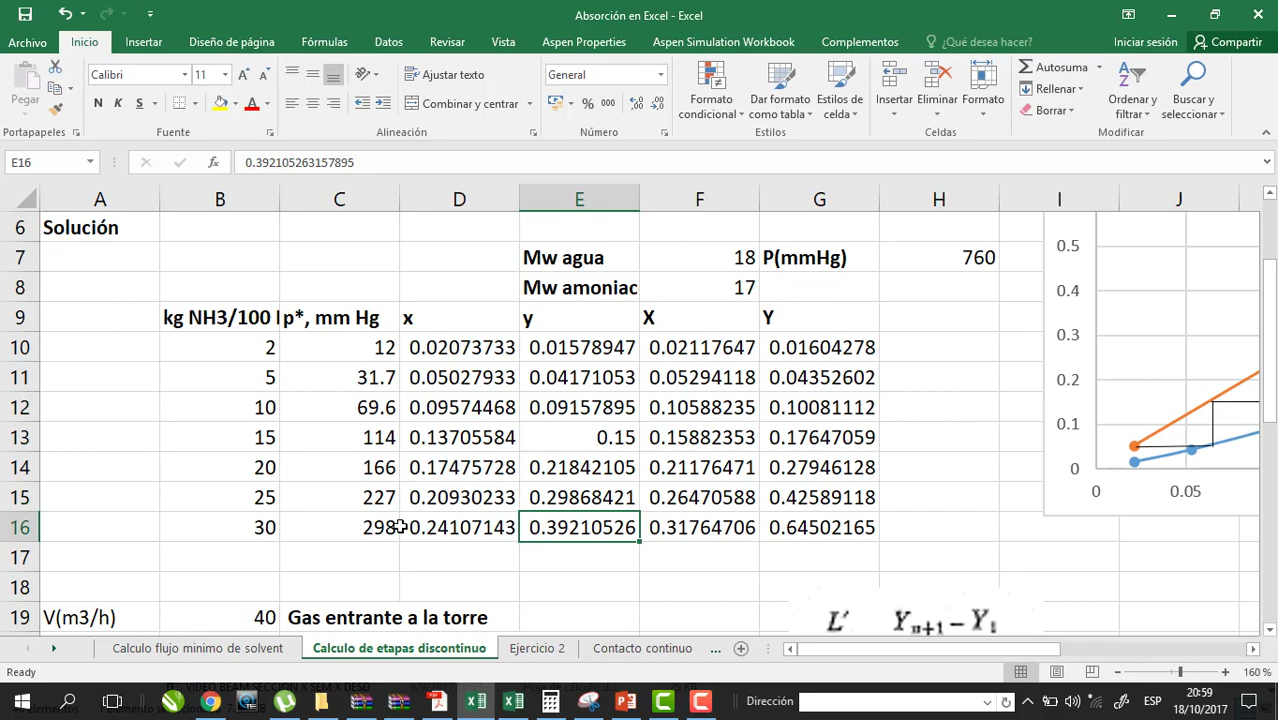 Absorción en Excel - Excel
Archivo Inicio Insertar Diseño de página Fórmulas Datos Revisar Vista Aspen Properties Aspen Simulation Workbook Complementos ¿Qué desea hacer? Iniciar sesión Compartir
Pegar
Calibri 11
N K S
Ajustar texto
Combinar y centrar
General
% 000
Formato condicional
Dar formato como tabla
Estilos de celda
Insertar Eliminar Formato
Autosuma
Rellenar
Borrar
Ordenar y filtrar
Buscar y seleccionar
Portapapeles Fuente Alineación Número Estilos Celdas Modificar
E16 fx 0.392105263157895
A B C D E F G H I J
6 Solución
7 Mw agua 18 P(mmHg) 760
8 Mw amoniac 17
9 kg NH3/100 p*, mm Hg x y X Y
10 2 12 0.02073733 0.01578947 0.02117647 0.01604278
11 5 31.7 0.05027933 0.04171053 0.05294118 0.04352602
12 10 69.6 0.09574468 0.09157895 0.10588235 0.10081112
13 15 114 0.13705584 0.15 0.15882353 0.17647059
14 20 166 0.17475728 0.21842105 0.21176471 0.27946128
15 25 227 0.20930233 0.29868421 0.26470588 0.42589118
16 30 298 0.24107143 0.39210526 0.31764706 0.64502165
17
18
19 V(m3/h) 40 Gas entrante a la torre
L' Yn+1 – Y1
0.5
0.4
0.3
0.2
0.1
0
0 0.05
Calculo flujo minimo de solvent Calculo de etapas discontinuo Ejercicio 2 Contacto continuo ...
Ready 160 %
Dirección
ESP
20:59
18/10/2017